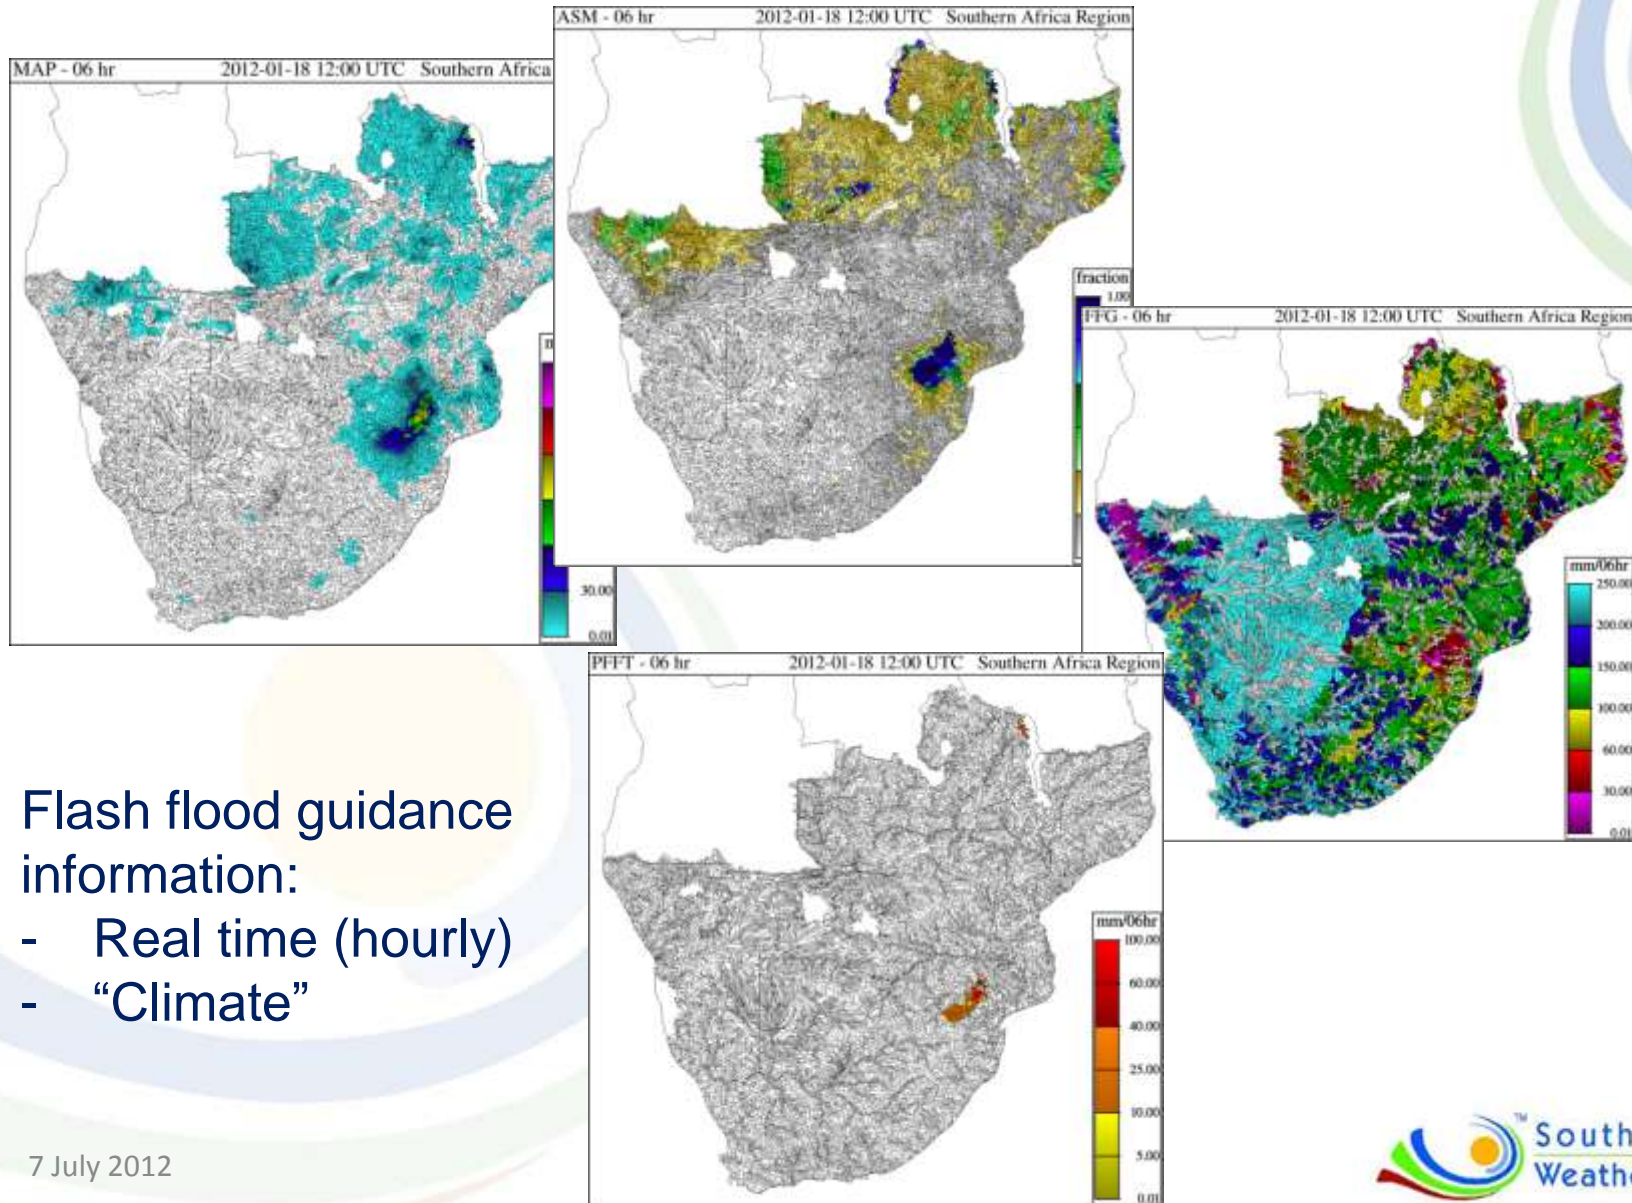 MAP - 06 hr 2012-01-18 12:00 UTC Southern Africa
30.00
0.01
ASM - 06 hr 2012-01-18 12:00 UTC Southern Africa Region
fraction
1.00
FFG - 06 hr 2012-01-18 12:00 UTC Southern Africa Region
mm/06hr
250.00
200.00
150.00
100.00
60.00
30.00
0.01
PFFT - 06 hr 2012-01-18 12:00 UTC Southern Africa Region
mm/06hr
100.00
60.00
40.00
25.00
10.00
5.00
0.01
Flash flood guidance
information:
- Real time (hourly)
- “Climate”
7 July 2012
TM
South
Weathe